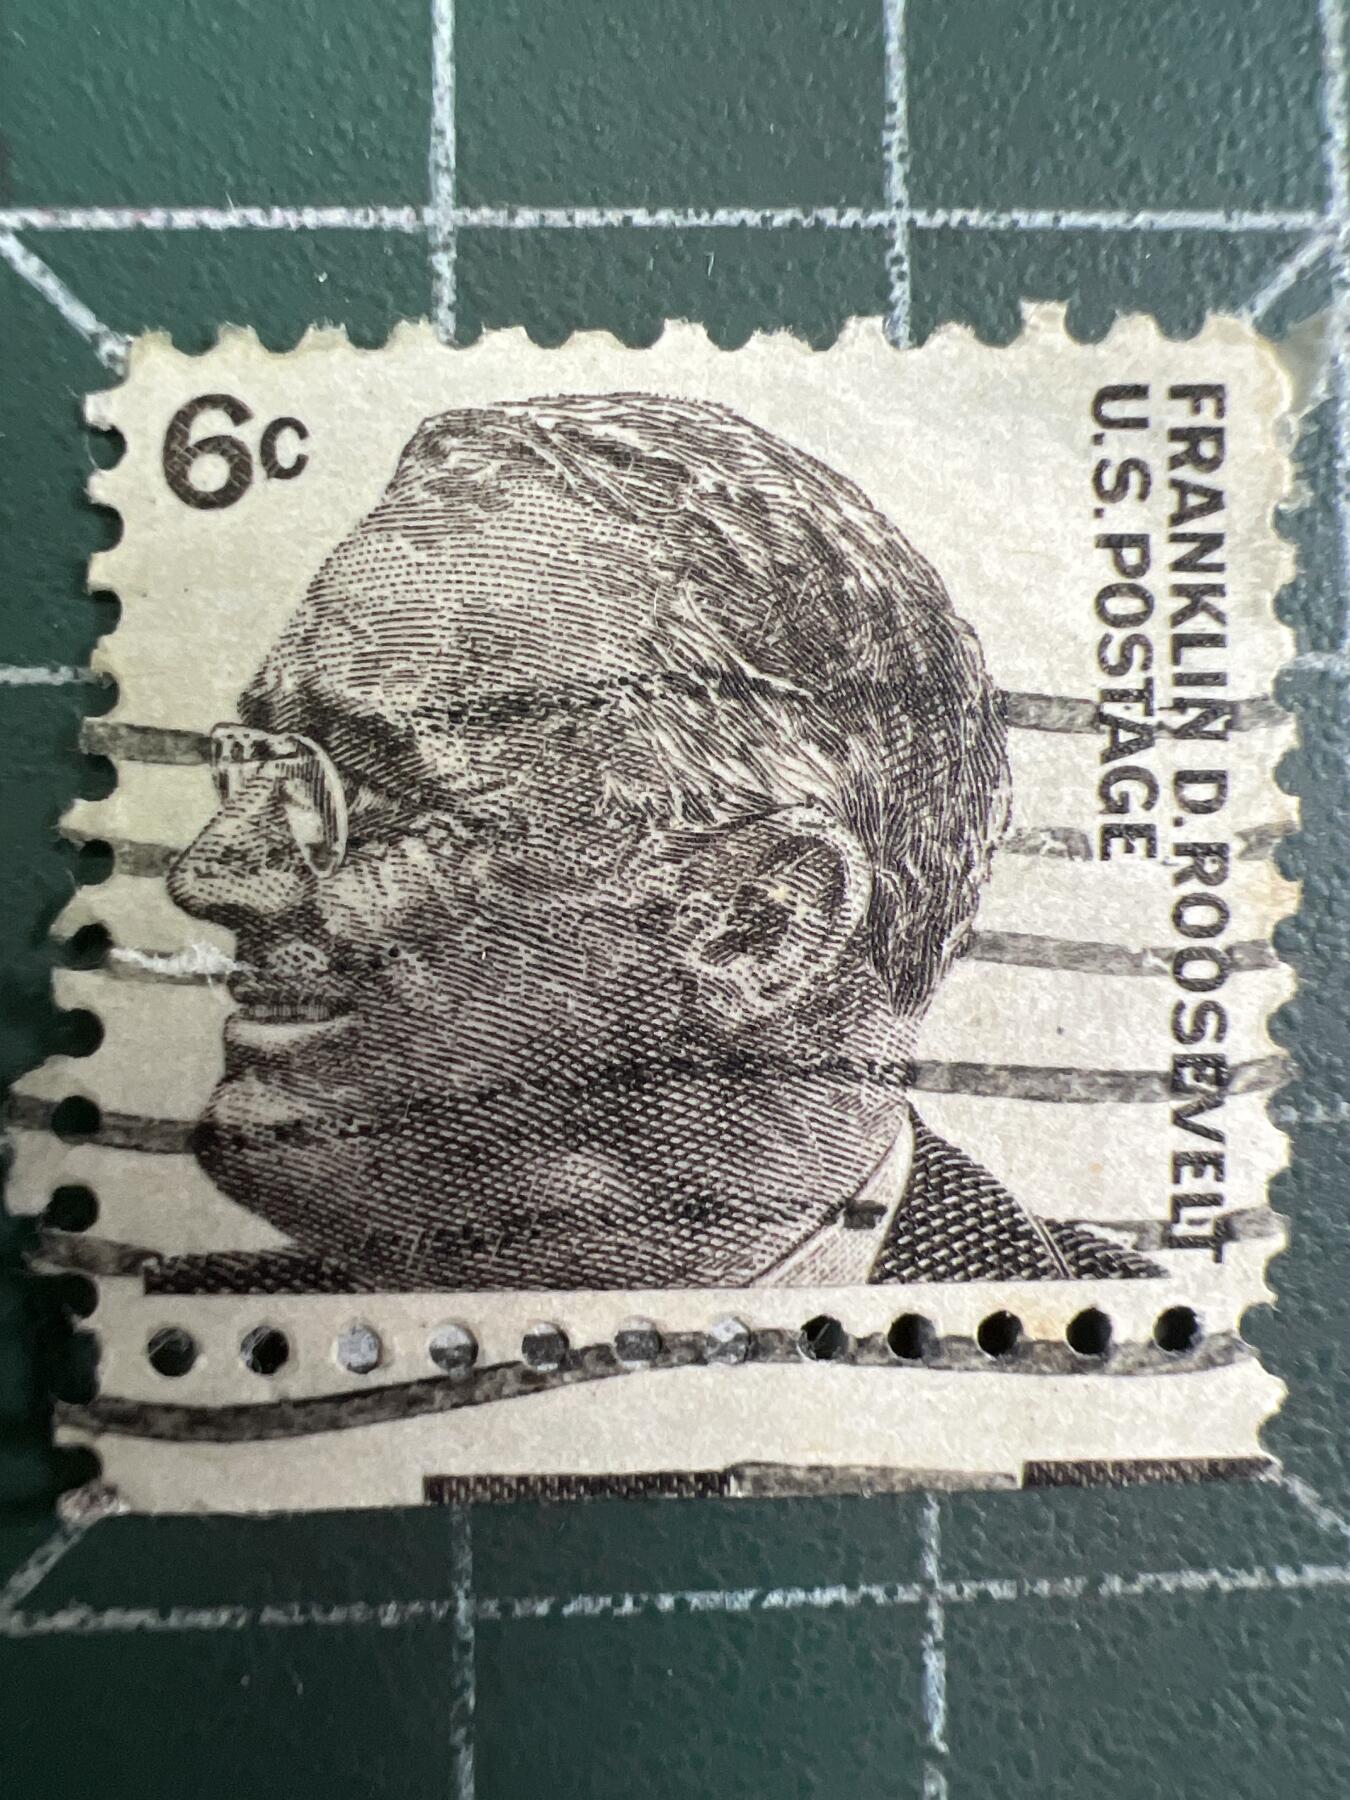 6c
FRANKLIN D. ROOSEVELT
U.S. POSTAGE